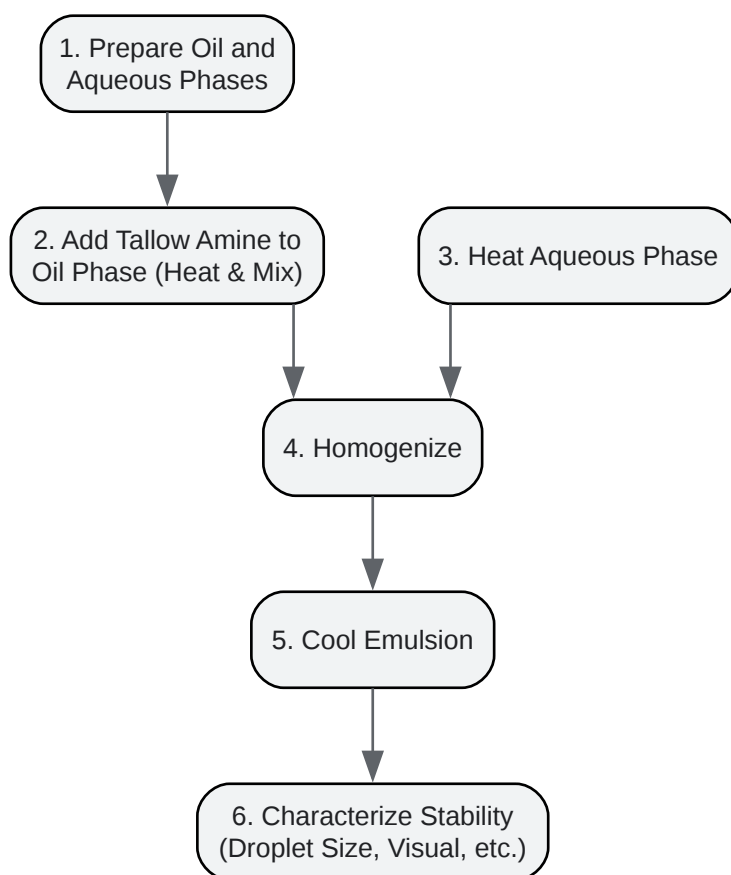 1. Prepare Oil and
Aqueous Phases
2. Add Tallow Amine to
Oil Phase (Heat & Mix)
3. Heat Aqueous Phase
4. Homogenize
5. Cool Emulsion
6. Characterize Stability
(Droplet Size, Visual, etc.)